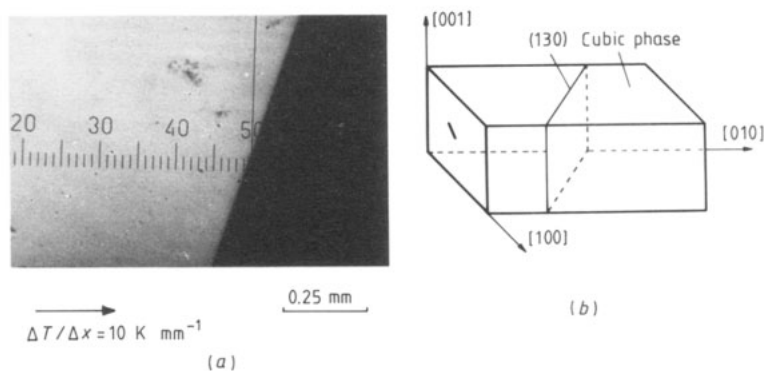 20 30 40 50
0.25 mm
ΔT/Δx = 10 K mm⁻¹
(a)
(b)
[001]
(130) Cubic phase
[010]
[100]